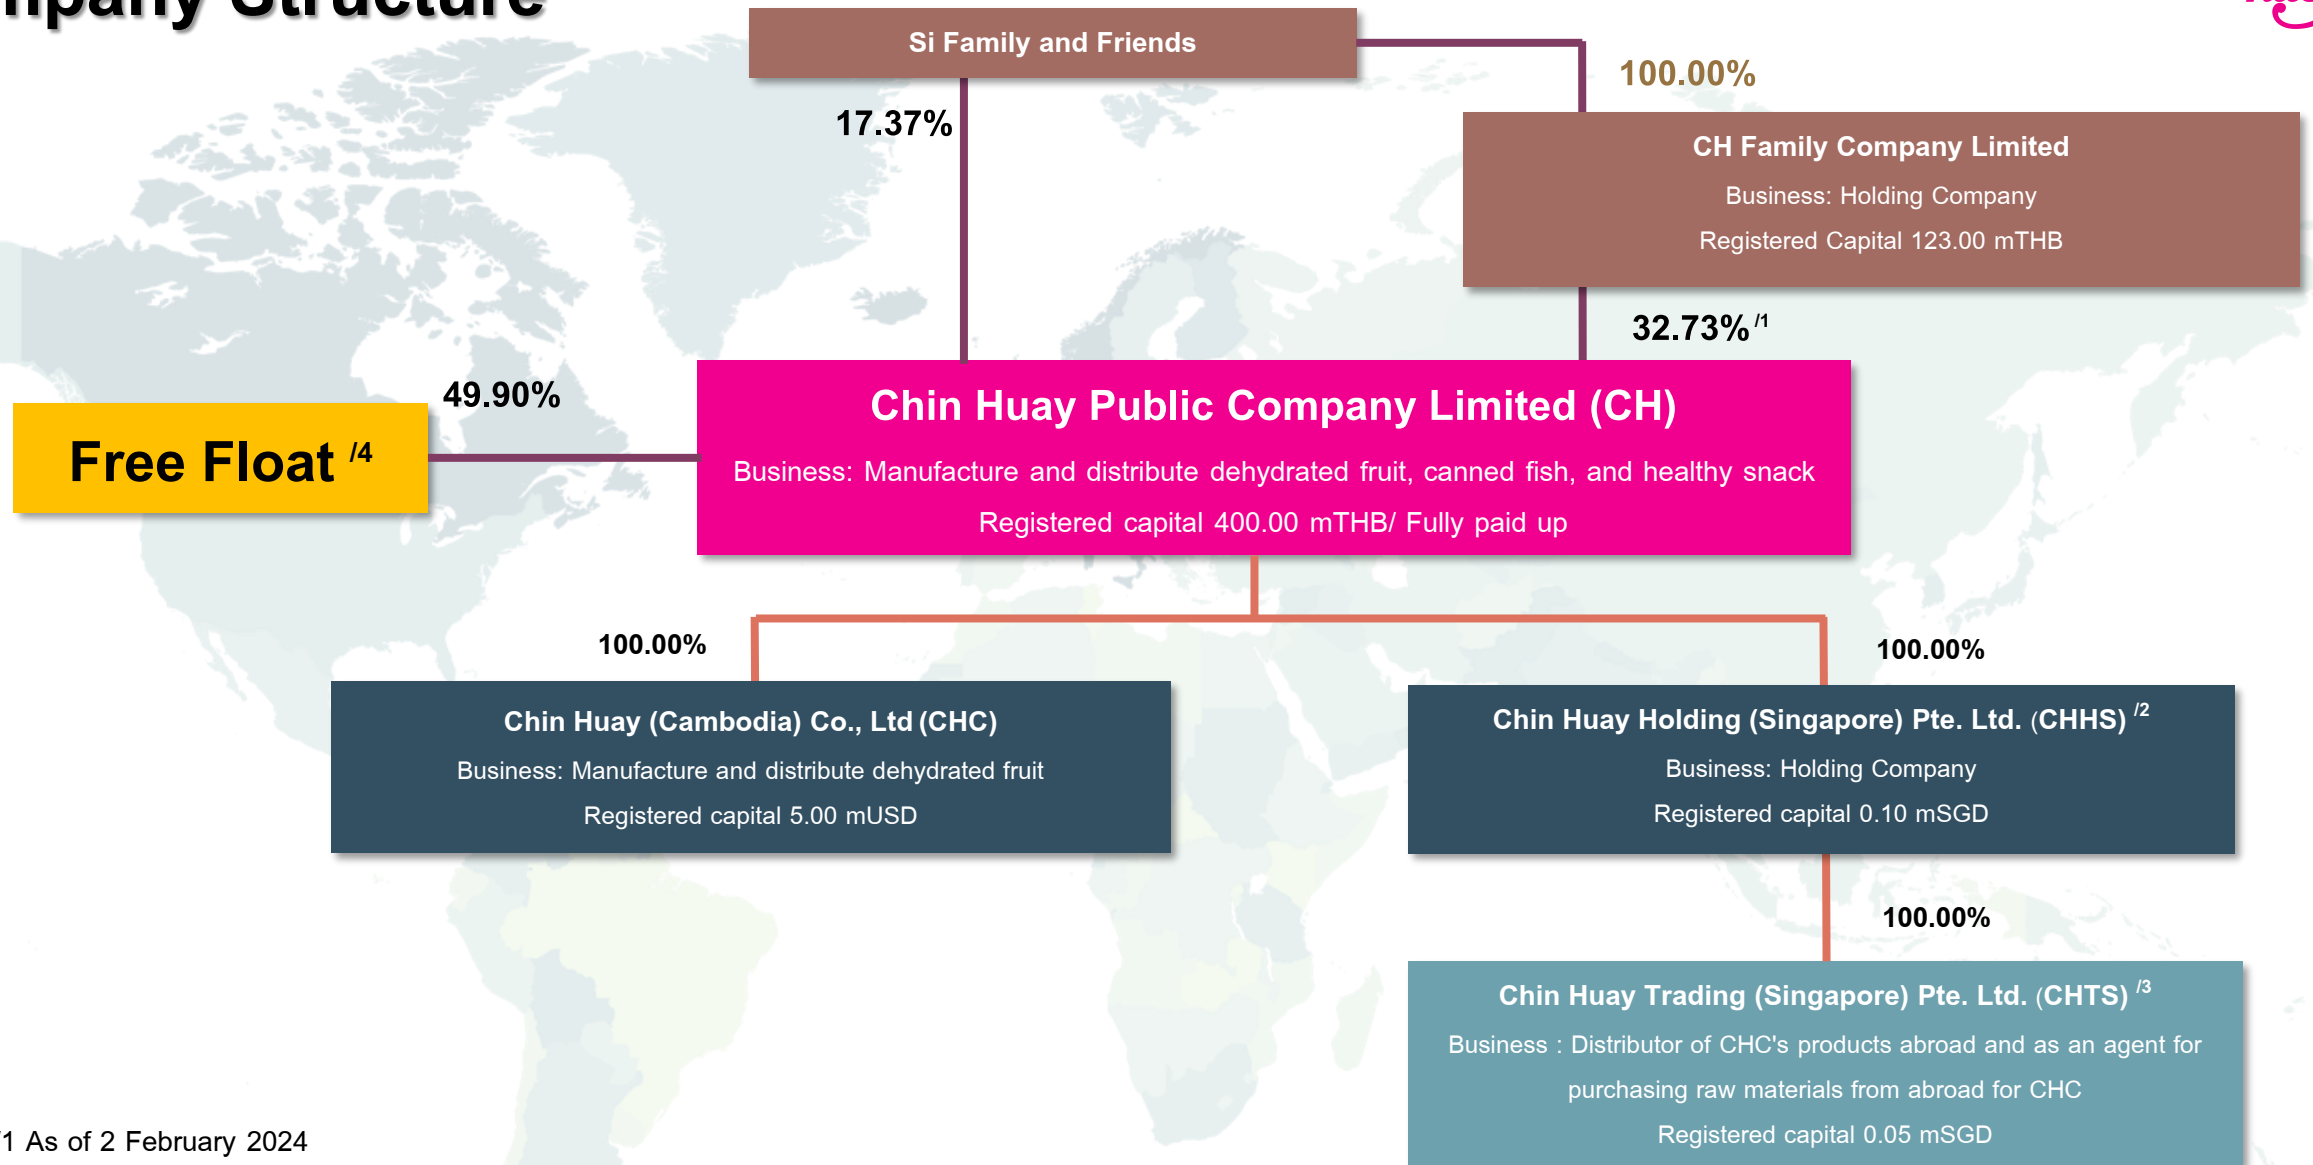 Company Structure
Si Family and Friends
100.00%
17.37%
CH Family Company Limited
Business: Holding Company
Registered Capital 123.00 mTHB
32.73% /1
49.90%
Free Float /4
Chin Huay Public Company Limited (CH)
Business: Manufacture and distribute dehydrated fruit, canned fish, and healthy snack
Registered capital 400.00 mTHB/ Fully paid up
100.00%
100.00%
Chin Huay (Cambodia) Co., Ltd (CHC)
Business: Manufacture and distribute dehydrated fruit
Registered capital 5.00 mUSD
Chin Huay Holding (Singapore) Pte. Ltd. (CHHS) /2
Business: Holding Company
Registered capital 0.10 mSGD
100.00%
Chin Huay Trading (Singapore) Pte. Ltd. (CHTS) /3
Business : Distributor of CHC's products abroad and as an agent for
purchasing raw materials from abroad for CHC
Registered capital 0.05 mSGD
/1 As of 2 February 2024